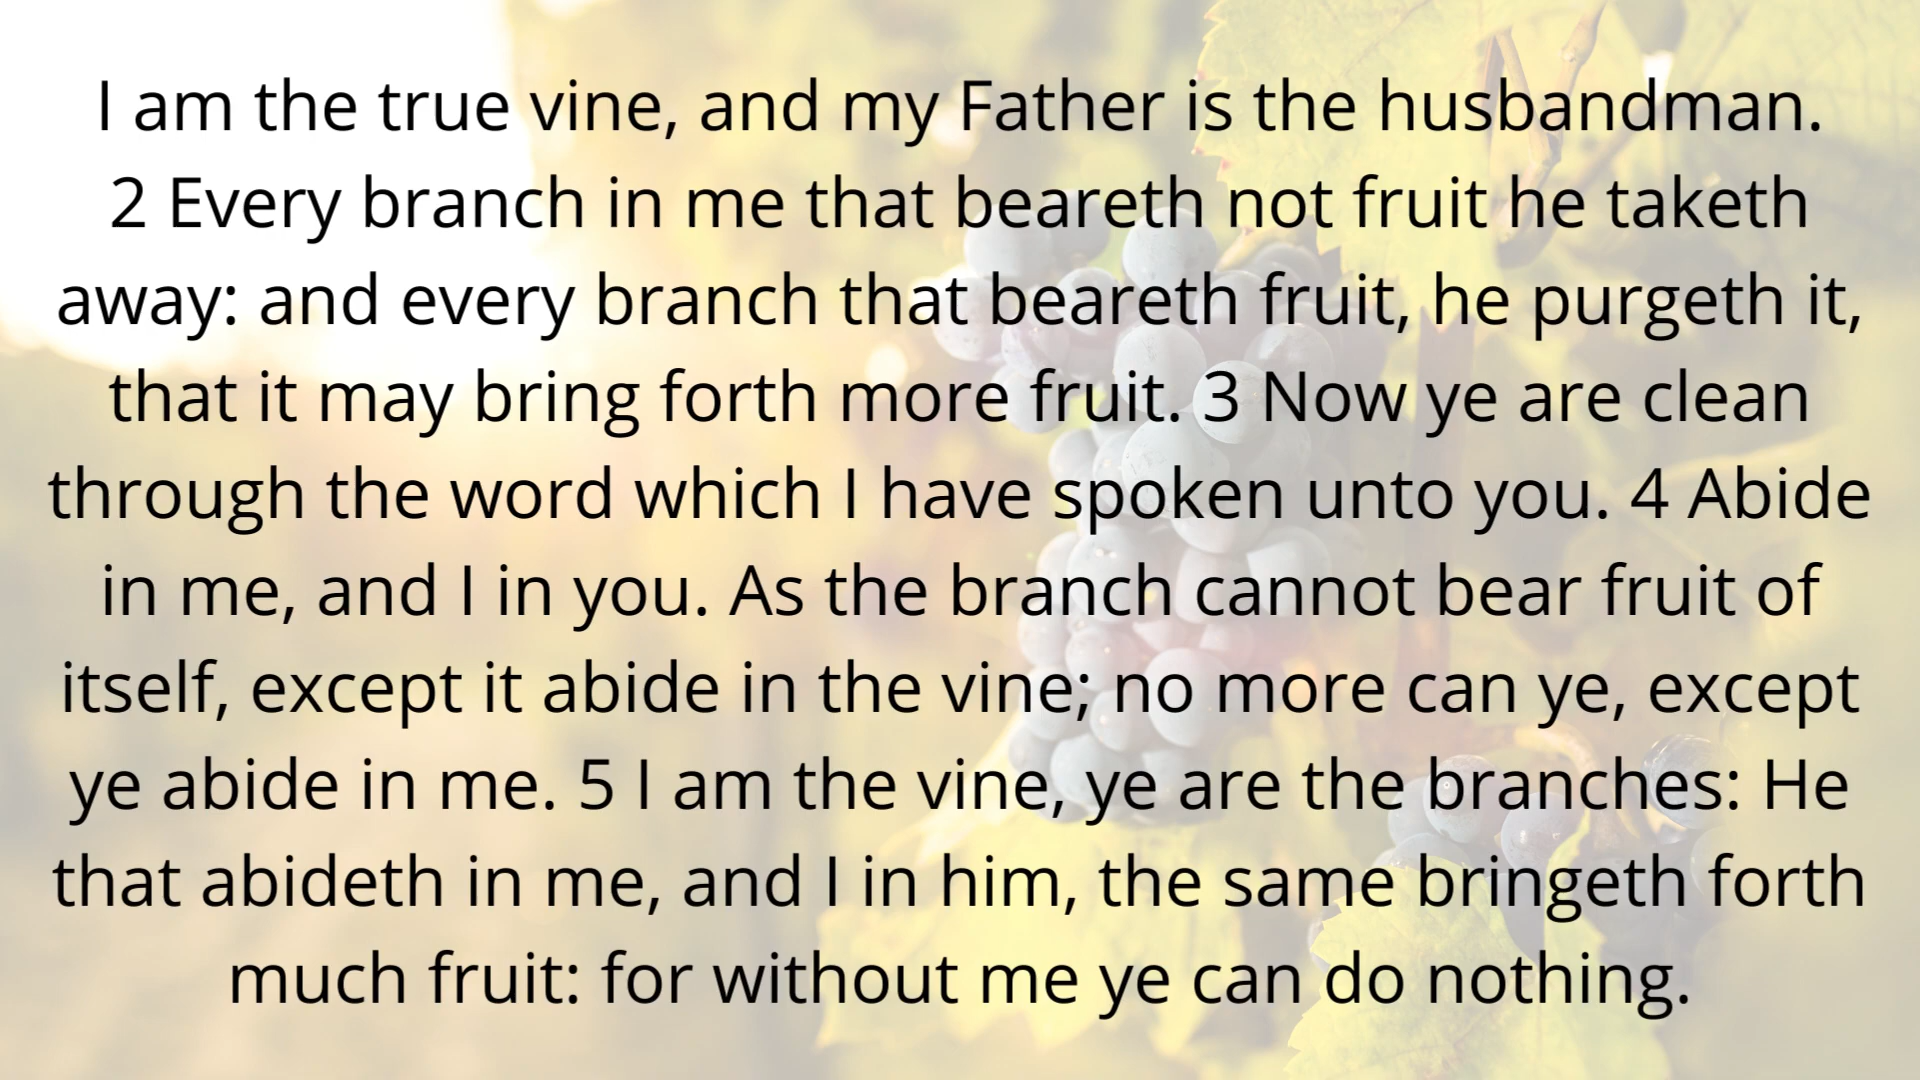 I am the true vine, and my Father is the husbandman.
2 Every branch in me that beareth not fruit he taketh
away: and every branch that beareth fruit, he purgeth it,
that it may bring forth more fruit. 3 Now ye are clean
through the word which I have spoken unto you. 4 Abide
in me, and I in you. As the branch cannot bear fruit of
itself, except it abide in the vine; no more can ye, except
ye abide in me. 5 I am the vine, ye are the branches: He
that abideth in me, and I in him, the same bringeth forth
much fruit: for without me ye can do nothing.